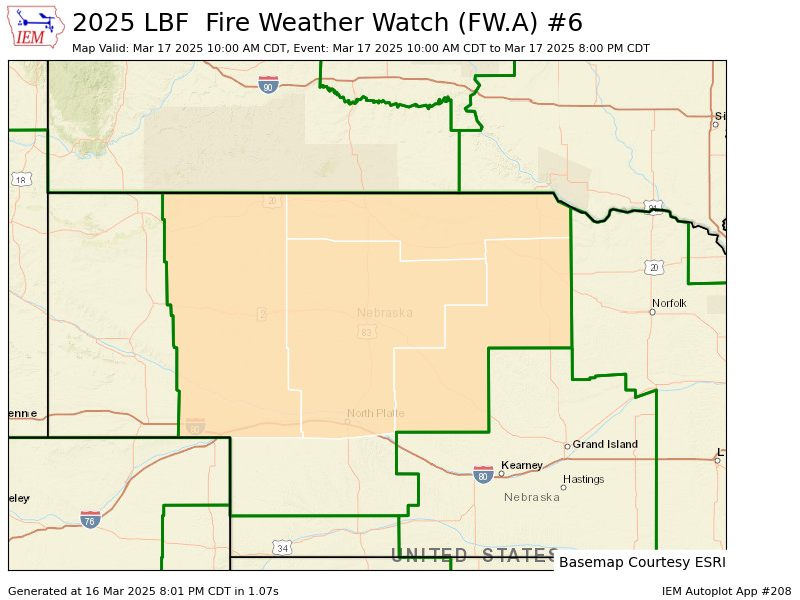 IEM
2025 LBF Fire Weather Watch (FW.A) #6
Map Valid: Mar 17 2025 10:00 AM CDT, Event: Mar 17 2025 10:00 AM CDT to Mar 17 2025 8:00 PM CDT
90
Si
18
20
81
20
Norfolk
2
Nebraska
83
enne
North Platte
80
Grand Island
L
Kearney
80
Hastings
Nebraska
eley
76
34
UNITED STATES
Basemap Courtesy ESRI
Generated at 16 Mar 2025 8:01 PM CDT in 1.07s
IEM Autoplot App #208